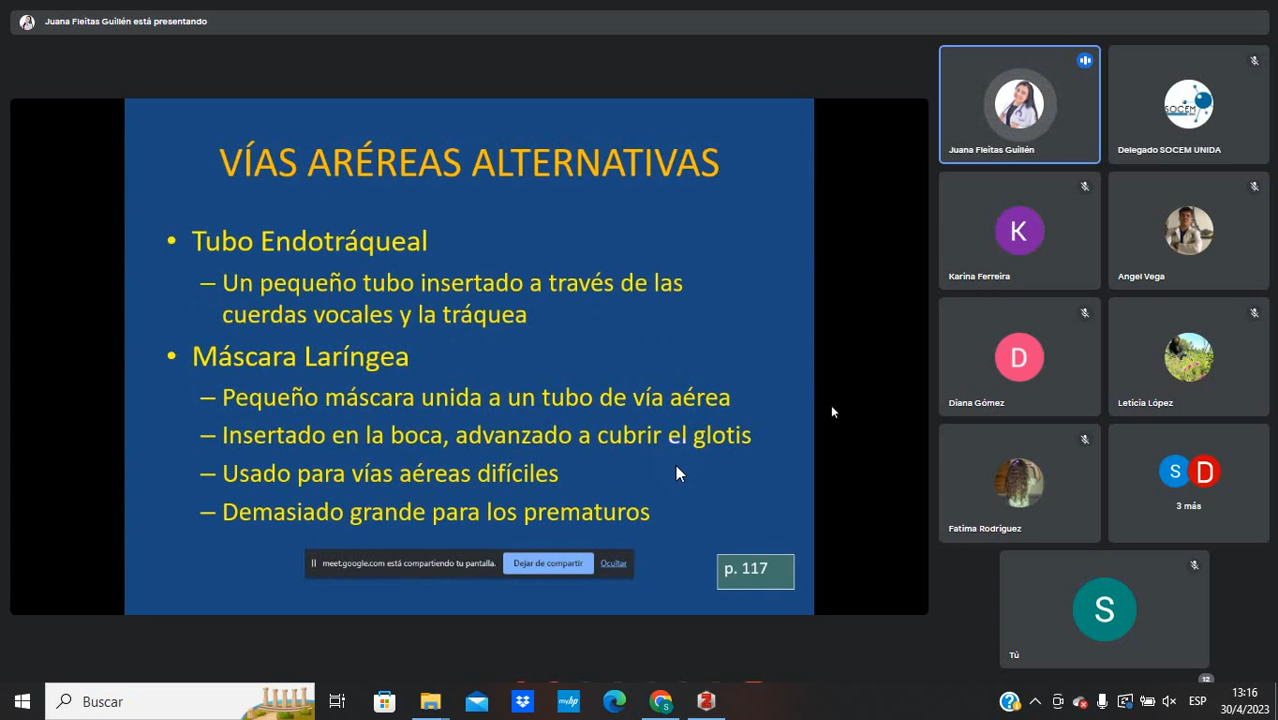 Juana Fleitas Guillén está presentando
VÍAS ARÉREAS ALTERNATIVAS
• Tubo Endotráqueal
– Un pequeño tubo insertado a través de las
cuerdas vocales y la tráquea
• Máscara Laríngea
– Pequeño máscara unida a un tubo de vía aérea
– Insertado en la boca, advanzado a cubrir el glotis
– Usado para vías aéreas difíciles
– Demasiado grande para los prematuros
meet.google.com está compartiendo tu pantalla.
Dejar de compartir
Ocultar
p. 117
Juana Fleitas Guillén
SOCEM
Delegado SOCEM UNIDA
K
Karina Ferreira
Angel Vega
D
Diana Gómez
Leticia López
Fatima Rodriguez
S D
3 más
S
Tú
12
Buscar
myhp
S
ESP
13:16
30/4/2023